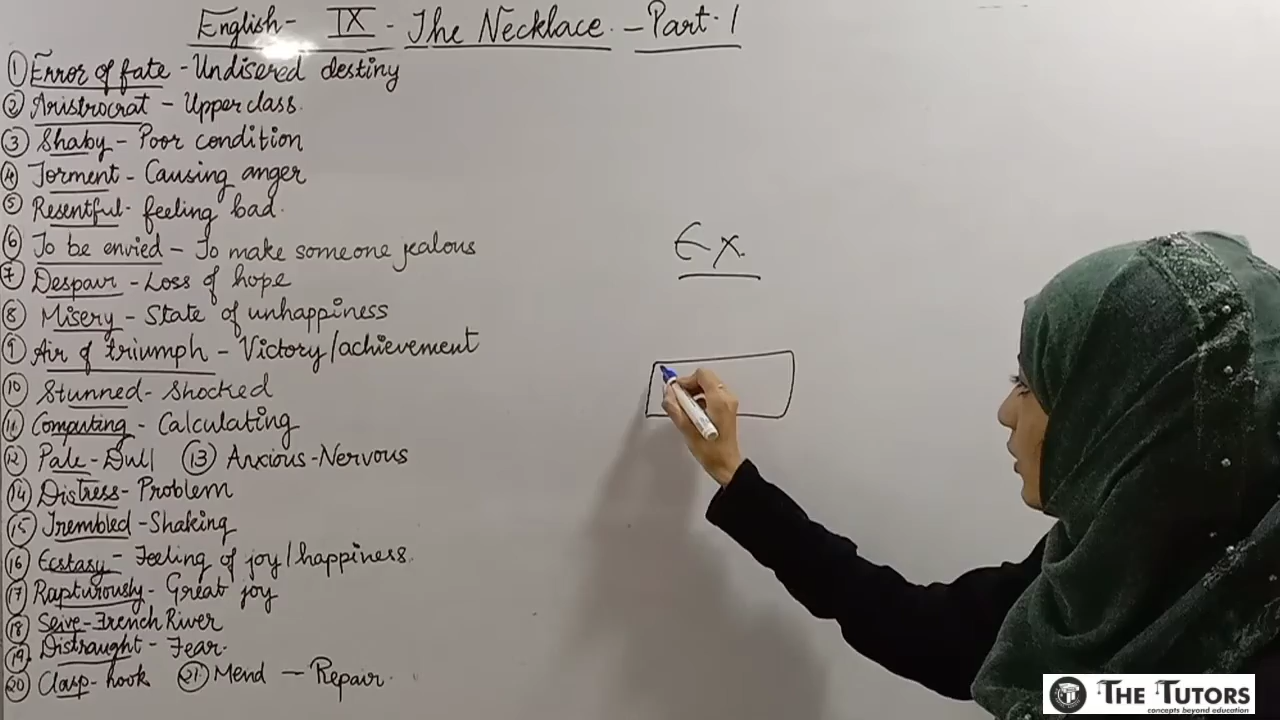 English - IX - The Necklace. - Part. 1
① Error of fate - Undisered destiny
② Aristrocrat - Upper class.
③ Shaby - Poor condition
④ Torment - Causing anger
⑤ Resentful - feeling bad.
⑥ To be envied - To make someone jealous
⑦ Despair - Loss of hope
⑧ Misery - State of unhappiness
⑨ Air of triumph - Victory/achievement
⑩ Stunned - Shocked
⑪ Computing - Calculating
⑫ Pale - Dull ⑬ Anxious - Nervous
⑭ Distress - Problem
⑮ Trembled - Shaking
⑯ Ecstasy - Feeling of joy/happiness.
⑰ Rapturously - Great joy
⑱ Seive - French River
⑲ Distraught - Fear.
⑳ Clasp - hook ㉑ Mend - Repair.
Ex.
THE TUTORS
concepts beyond education